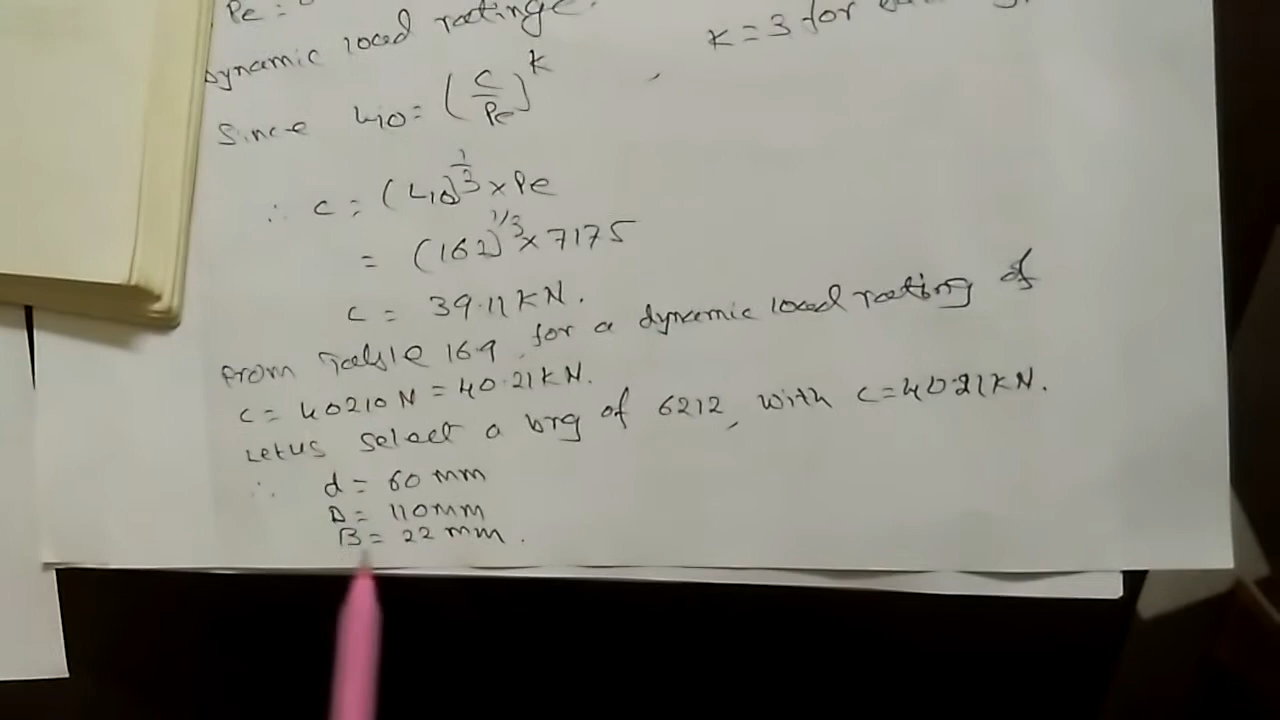 Pe =
Dynamic load rating C.
K = 3 for
Since L10 = (C/Pe)^K
∴ C = (L10)^1/3 × Pe
= (162)^1/3 × 7175
C = 39.11 KN.
From Table 16.9, for a dynamic load rating of
C = 40210 N = 40.21 KN.
Let us select a brg of 6212, with C = 40.21 KN.
∴ d = 60 mm
D = 110 mm
B = 22 mm.